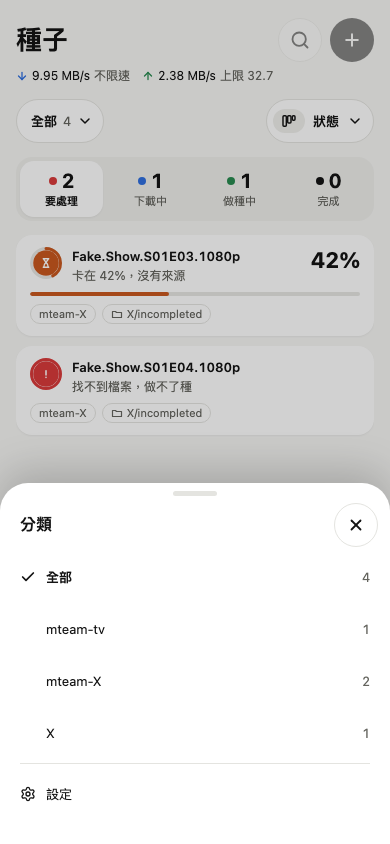 種子
9.95 MB/s 不限速 2.38 MB/s 上限 32.7
全部 4 狀態
2 1 1 0
要處理 下載中 做種中 完成
Fake.Show.S01E03.1080p 42%
卡在 42%，沒有來源
mteam-X X/incompleted
Fake.Show.S01E04.1080p
找不到檔案，做不了種
mteam-X X/incompleted
分類
全部 4
mteam-tv 1
mteam-X 2
X 1
設定